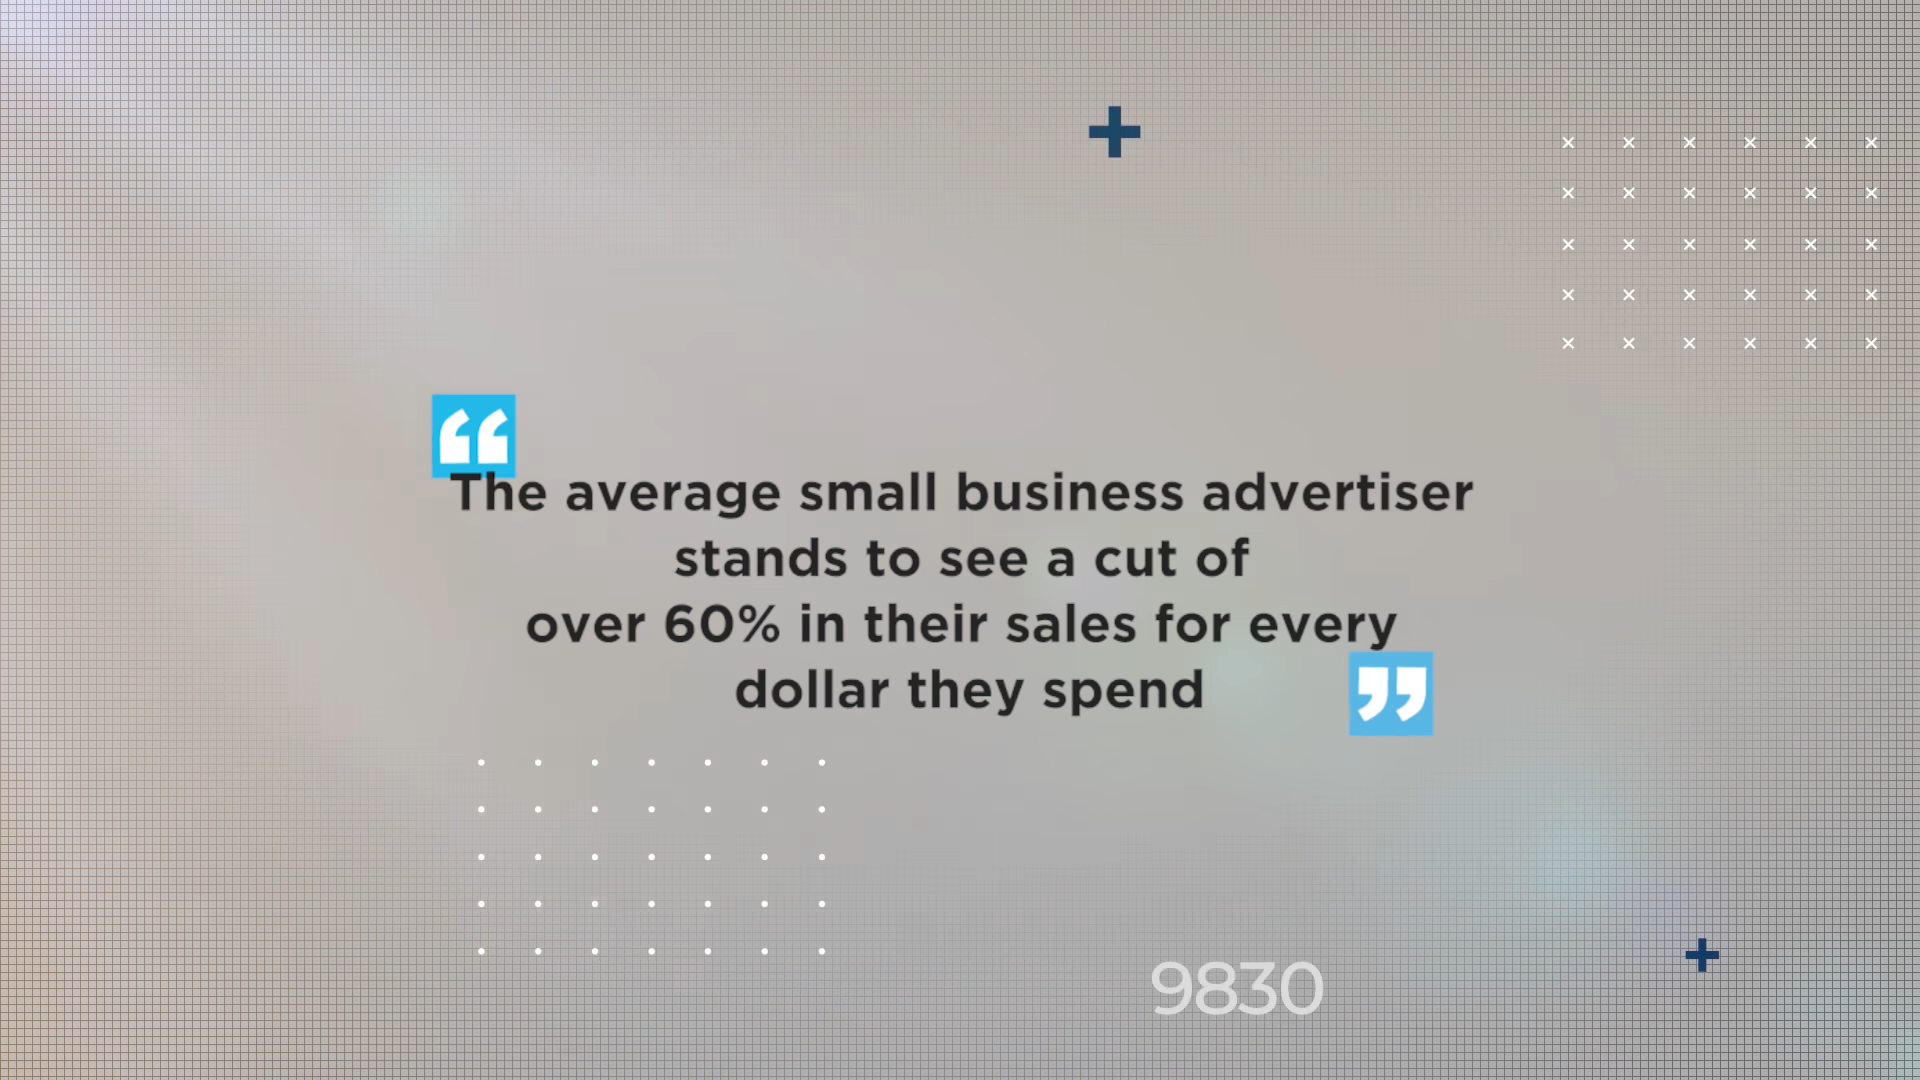 “
The average small business advertiser
stands to see a cut of
over 60% in their sales for every
dollar they spend
”
9830